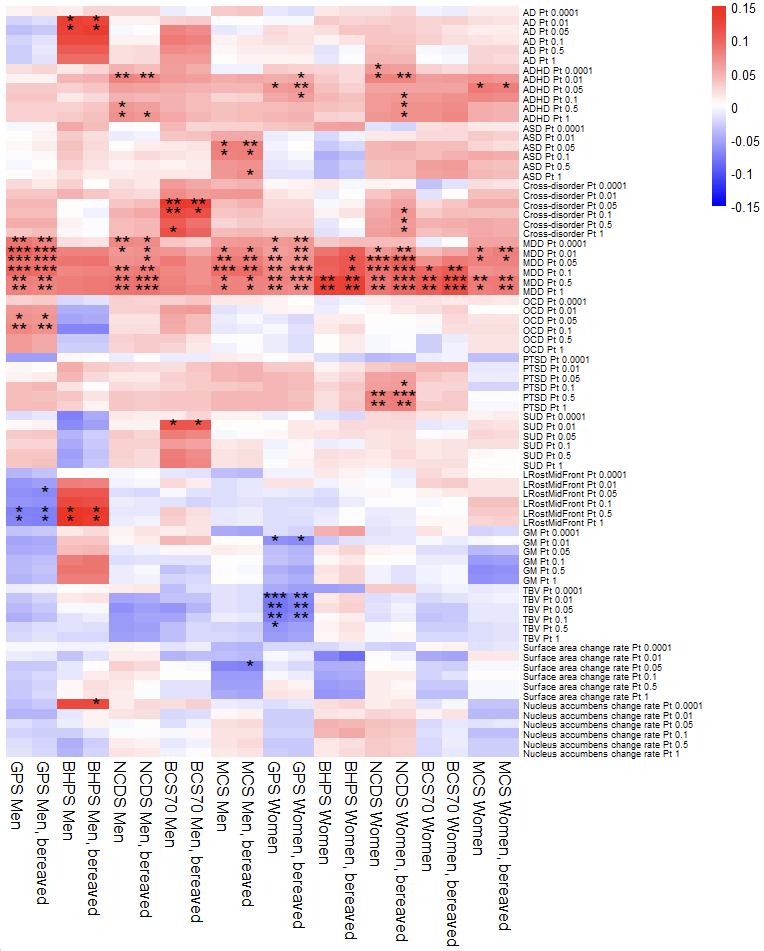 AD Pt 0.0001
AD Pt 0.01
AD Pt 0.05
AD Pt 0.1
AD Pt 0.5
AD Pt 1
ADHD Pt 0.0001
ADHD Pt 0.01
ADHD Pt 0.05
ADHD Pt 0.1
ADHD Pt 0.5
ADHD Pt 1
ASD Pt 0.0001
ASD Pt 0.01
ASD Pt 0.05
ASD Pt 0.1
ASD Pt 0.5
ASD Pt 1
Cross-disorder Pt 0.0001
Cross-disorder Pt 0.01
Cross-disorder Pt 0.05
Cross-disorder Pt 0.1
Cross-disorder Pt 0.5
Cross-disorder Pt 1
MDD Pt 0.0001
MDD Pt 0.01
MDD Pt 0.05
MDD Pt 0.1
MDD Pt 0.5
MDD Pt 1
OCD Pt 0.0001
OCD Pt 0.01
OCD Pt 0.05
OCD Pt 0.1
OCD Pt 0.5
OCD Pt 1
PTSD Pt 0.0001
PTSD Pt 0.01
PTSD Pt 0.05
PTSD Pt 0.1
PTSD Pt 0.5
PTSD Pt 1
SUD Pt 0.0001
SUD Pt 0.01
SUD Pt 0.05
SUD Pt 0.1
SUD Pt 0.5
SUD Pt 1
LRostMidFront Pt 0.0001
LRostMidFront Pt 0.01
LRostMidFront Pt 0.05
LRostMidFront Pt 0.1
LRostMidFront Pt 0.5
LRostMidFront Pt 1
GM Pt 0.0001
GM Pt 0.01
GM Pt 0.05
GM Pt 0.1
GM Pt 0.5
GM Pt 1
TBV Pt 0.0001
TBV Pt 0.01
TBV Pt 0.05
TBV Pt 0.1
TBV Pt 0.5
TBV Pt 1
Surface area change rate Pt 0.0001
Surface area change rate Pt 0.01
Surface area change rate Pt 0.05
Surface area change rate Pt 0.1
Surface area change rate Pt 0.5
Surface area change rate Pt 1
Nucleus accumbens change rate Pt 0.0001
Nucleus accumbens change rate Pt 0.01
Nucleus accumbens change rate Pt 0.05
Nucleus accumbens change rate Pt 0.1
Nucleus accumbens change rate Pt 0.5
Nucleus accumbens change rate Pt 1
0.15
0.1
0.05
0
-0.05
-0.1
-0.15
GPS Men
GPS Men, bereaved
BHPS Men
BHPS Men, bereaved
NCDS Men
NCDS Men, bereaved
BCS70 Men
BCS70 Men, bereaved
MCS Men
MCS Men, bereaved
GPS Women
GPS Women, bereaved
BHPS Women
BHPS Women, bereaved
NCDS Women
NCDS Women, bereaved
BCS70 Women
BCS70 Women, bereaved
MCS Women
MCS Women, bereaved